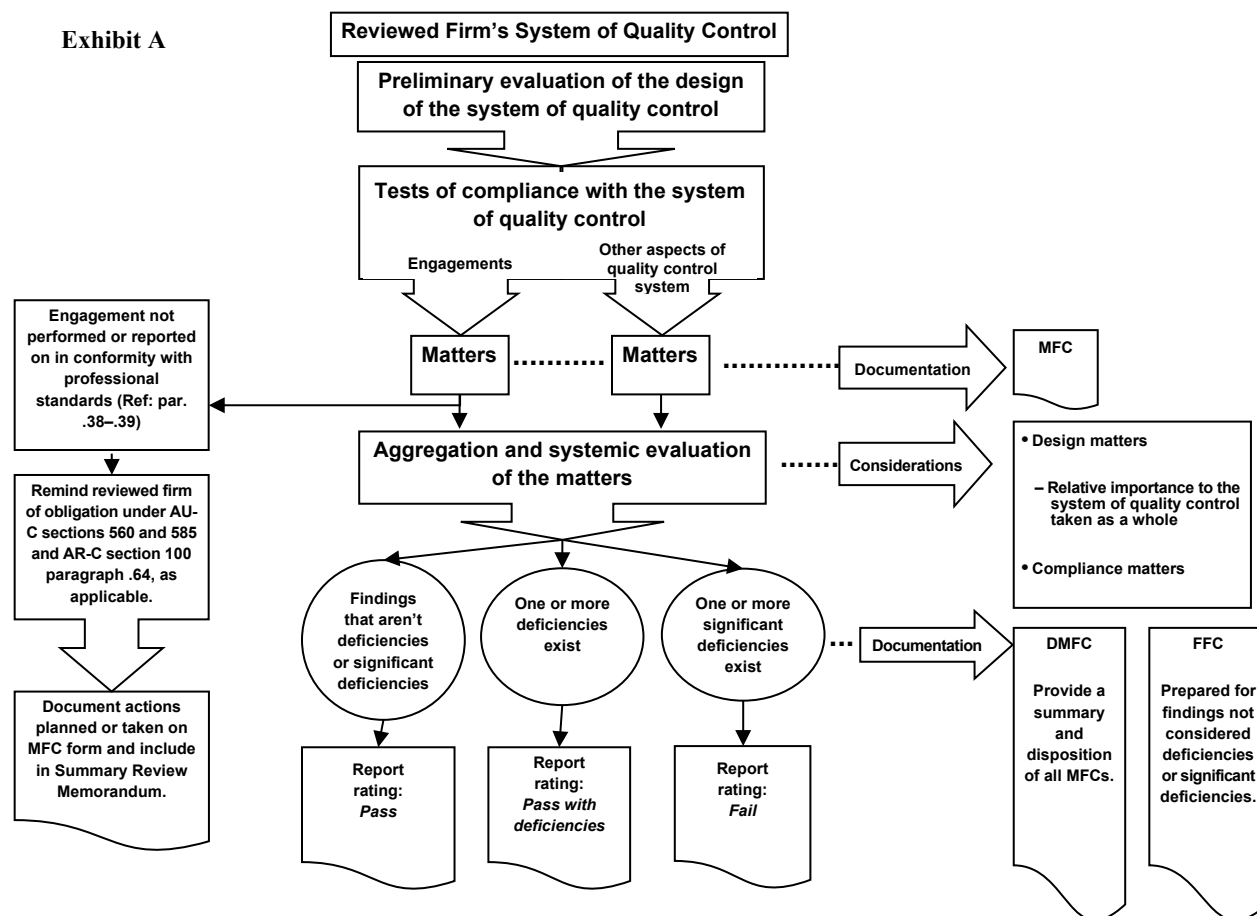 Exhibit A
Reviewed Firm's System of Quality Control
Preliminary evaluation of the design
of the system of quality control
Tests of compliance with the system
of quality control
Engagements
Other aspects of
quality control
system
Engagement not
performed or reported
on in conformity with
professional
standards (Ref: par.
.38–.39)
Matters
Matters
Documentation
MFC
Aggregation and systemic evaluation
of the matters
Considerations
• Design matters
– Relative importance to the
system of quality control
taken as a whole
• Compliance matters
Remind reviewed firm
of obligation under AU-
C sections 560 and 585
and AR-C section 100
paragraph .64, as
applicable.
Findings
that aren't
deficiencies
or significant
deficiencies
One or more
deficiencies
exist
One or more
significant
deficiencies
exist
Documentation
DMFC
Provide a
summary
and
disposition
of all MFCs.
FFC
Prepared for
findings not
considered
deficiencies
or significant
deficiencies.
Document actions
planned or taken on
MFC form and include
in Summary Review
Memorandum.
Report
rating:
Pass
Report
rating:
Pass with
deficiencies
Report
rating:
Fail